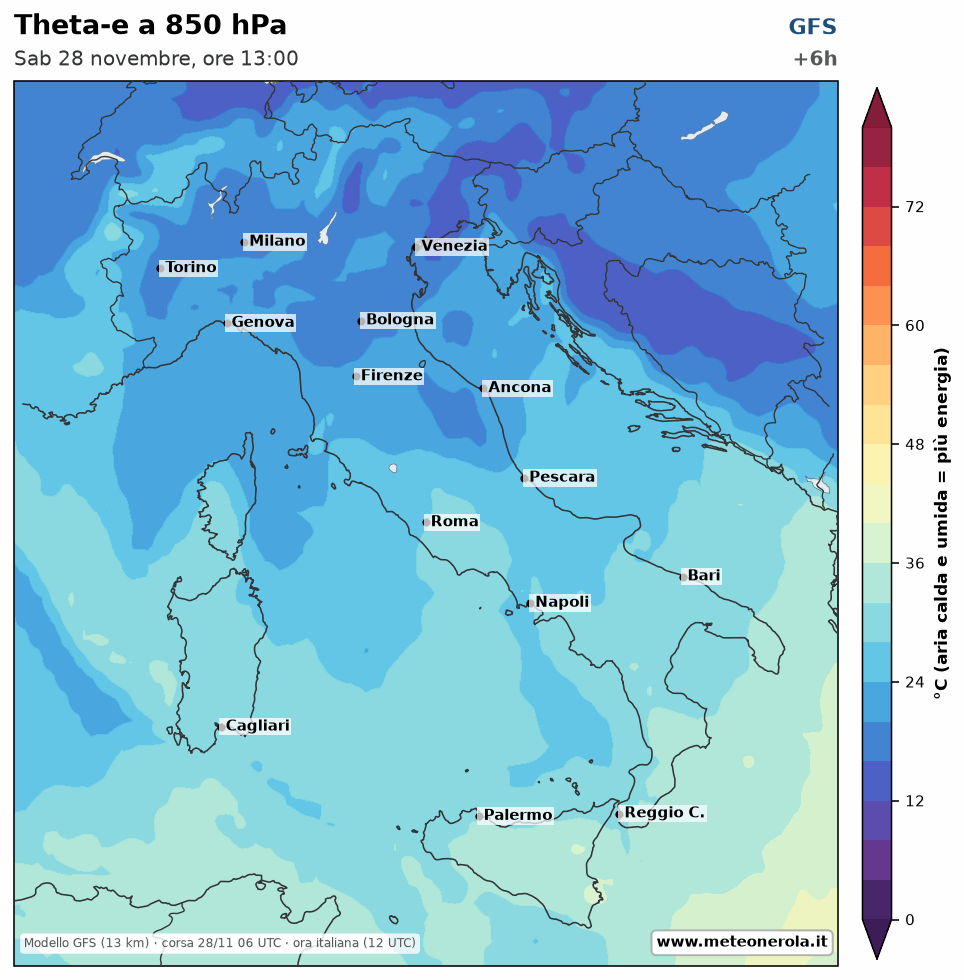 Theta-e a 850 hPa
GFS
Sab 28 novembre, ore 13:00
+6h
Milano
Venezia
Torino
Genova
Bologna
Firenze
Ancona
Pescara
Roma
Bari
Napoli
Cagliari
Palermo
Reggio C.
72
60
48
36
24
12
0
°C (aria calda e umida = più energia)
Modello GFS (13 km) · corsa 28/11 06 UTC · ora italiana (12 UTC)
www.meteonerola.it